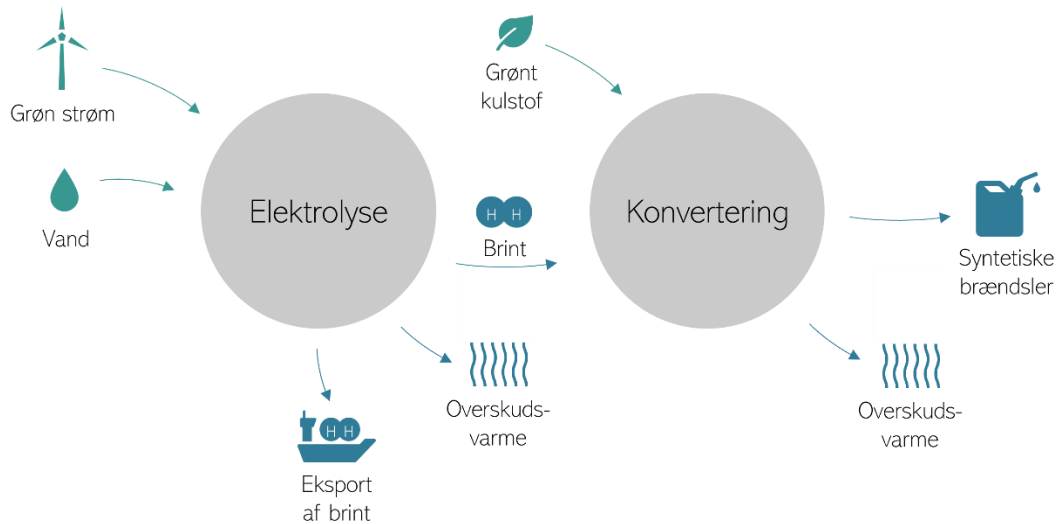 Grøn strøm
Vand
Elektrolyse
Grønt
kulstof
H H
Brint
Konvertering
Syntetiske
brændsler
Overskuds-
varme
H H
Eksport
af brint
Overskuds-
varme